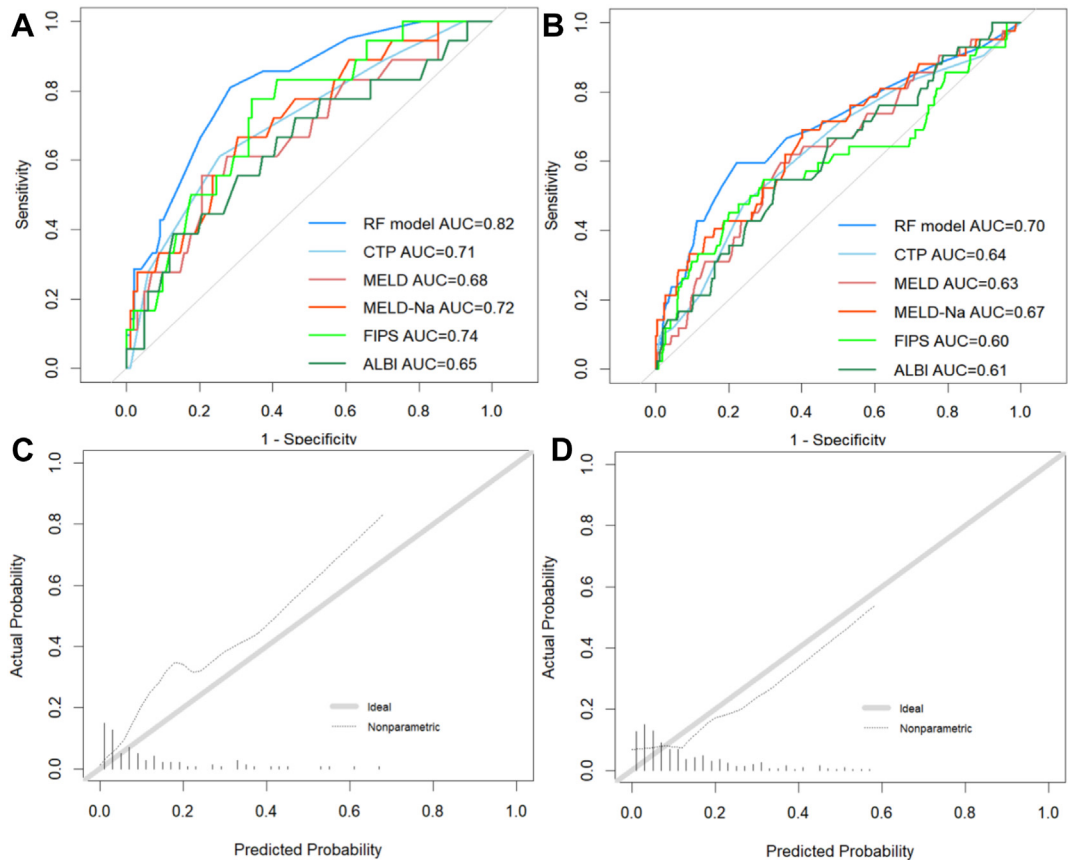 A
Sensitivity
1.0
0.8
0.6
0.4
0.2
0.0
RF model AUC=0.82
CTP AUC=0.71
MELD AUC=0.68
MELD-Na AUC=0.72
FIPS AUC=0.74
ALBI AUC=0.65
0.0 0.2 0.4 0.6 0.8 1.0
1 - Specificity
B
Sensitivity
1.0
0.8
0.6
0.4
0.2
0.0
RF model AUC=0.70
CTP AUC=0.64
MELD AUC=0.63
MELD-Na AUC=0.67
FIPS AUC=0.60
ALBI AUC=0.61
0.0 0.2 0.4 0.6 0.8 1.0
1 - Specificity
C
Actual Probability
1.0
0.8
0.6
0.4
0.2
0.0
Ideal
Nonparametric
0.0 0.2 0.4 0.6 0.8 1.0
Predicted Probability
D
Actual Probability
1.0
0.8
0.6
0.4
0.2
0.0
Ideal
Nonparametric
0.0 0.2 0.4 0.6 0.8 1.0
Predicted Probability